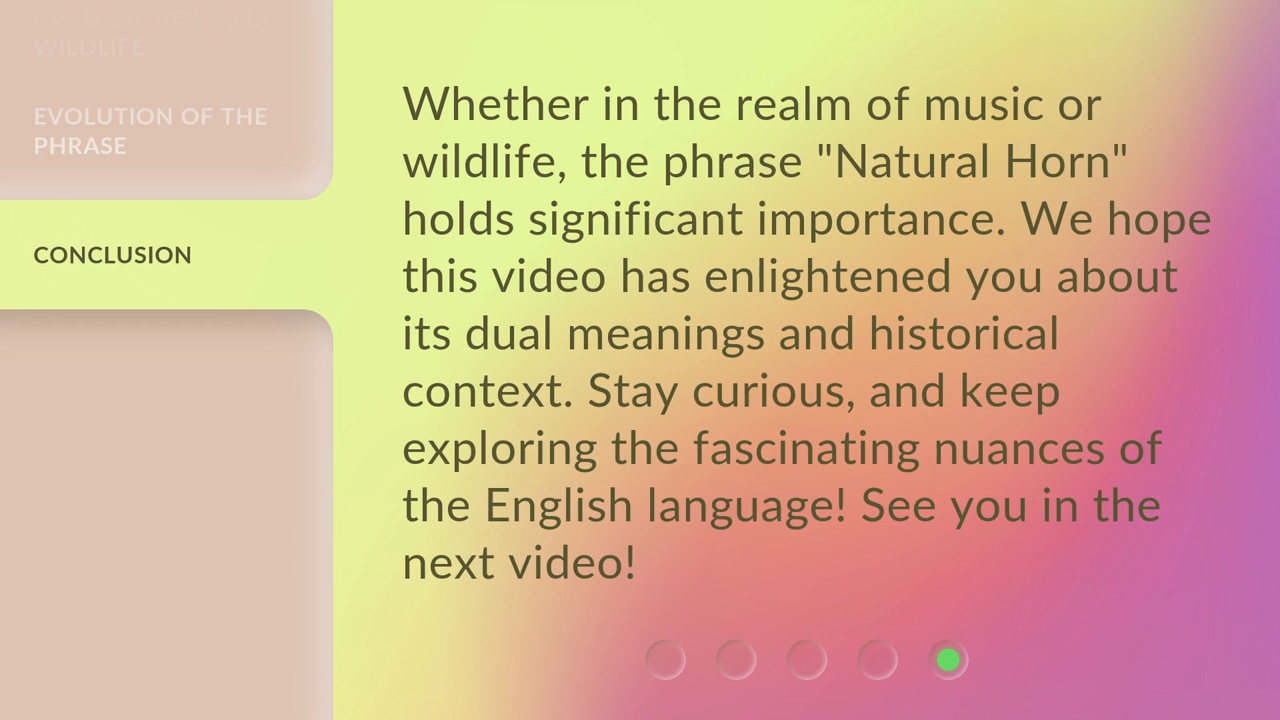 WILDLIFE
EVOLUTION OF THE
PHRASE
CONCLUSION
Whether in the realm of music or
wildlife, the phrase "Natural Horn"
holds significant importance. We hope
this video has enlightened you about
its dual meanings and historical
context. Stay curious, and keep
exploring the fascinating nuances of
the English language! See you in the
next video!